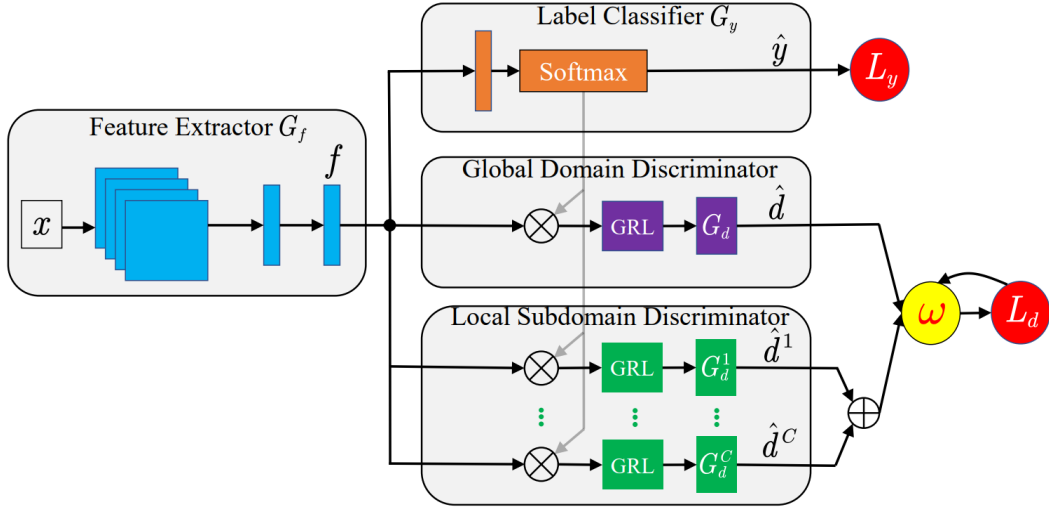 Label Classifier G_y
Softmax
ŷ
L_y
Feature Extractor G_f
x
f
Global Domain Discriminator
GRL
G_d
d̂
ω
L_d
Local Subdomain Discriminator
GRL
G_d^1
d̂^1
GRL
G_d^C
d̂^C